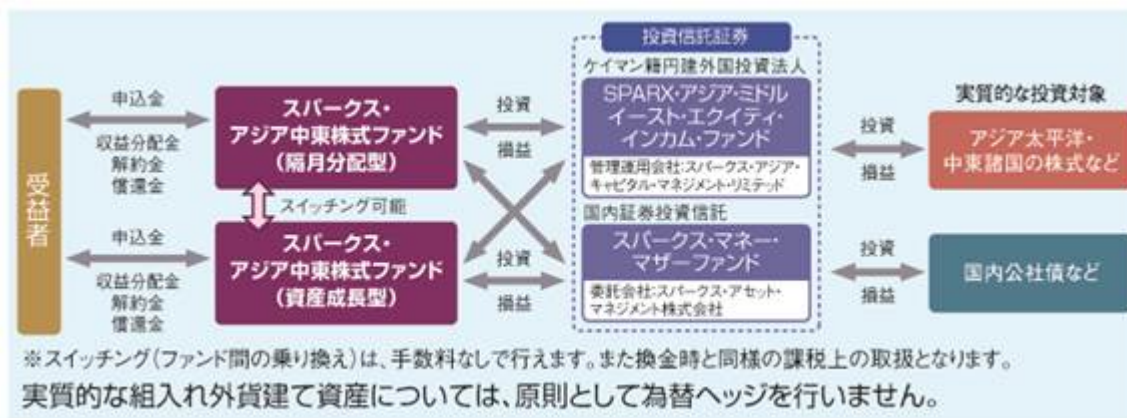 投資信託証券
ケイマン籍円建外国投資法人
申込金
収益分配金
解約金
償還金
スパークス・
アジア中東株式ファンド
(隔月分配型)
投資
損益
SPARX・アジア・ミドル
イースト・エクイティ・
インカム・ファンド
管理運用会社:スパークス・アジア・
キャピタル・マネジメント・リミテッド
投資
損益
実質的な投資対象
アジア太平洋・
中東諸国の株式など
受益者
スイッチング可能
国内証券投資信託
申込金
収益分配金
解約金
償還金
スパークス・
アジア中東株式ファンド
(資産成長型)
投資
損益
スパークス・マネー・
マザーファンド
委託会社:スパークス・アセット・
マネジメント株式会社
投資
損益
国内公社債など
※スイッチング(ファンド間の乗り換え)は、手数料なしで行えます。また換金時と同様の課税上の取扱となります。
実質的な組入れ外貨建て資産については、原則として為替ヘッジを行いません。